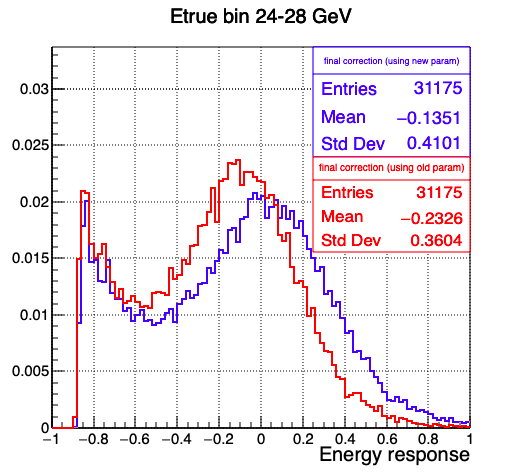 Etrue bin 24-28 GeV
final correction (using new param)
Entries 31175
Mean −0.1351
Std Dev 0.4101
final correction (using old param)
Entries 31175
Mean −0.2326
Std Dev 0.3604
0.03
0.025
0.02
0.015
0.01
0.005
0
−1 −0.8 −0.6 −0.4 −0.2 0 0.2 0.4 0.6 0.8 1
Energy response